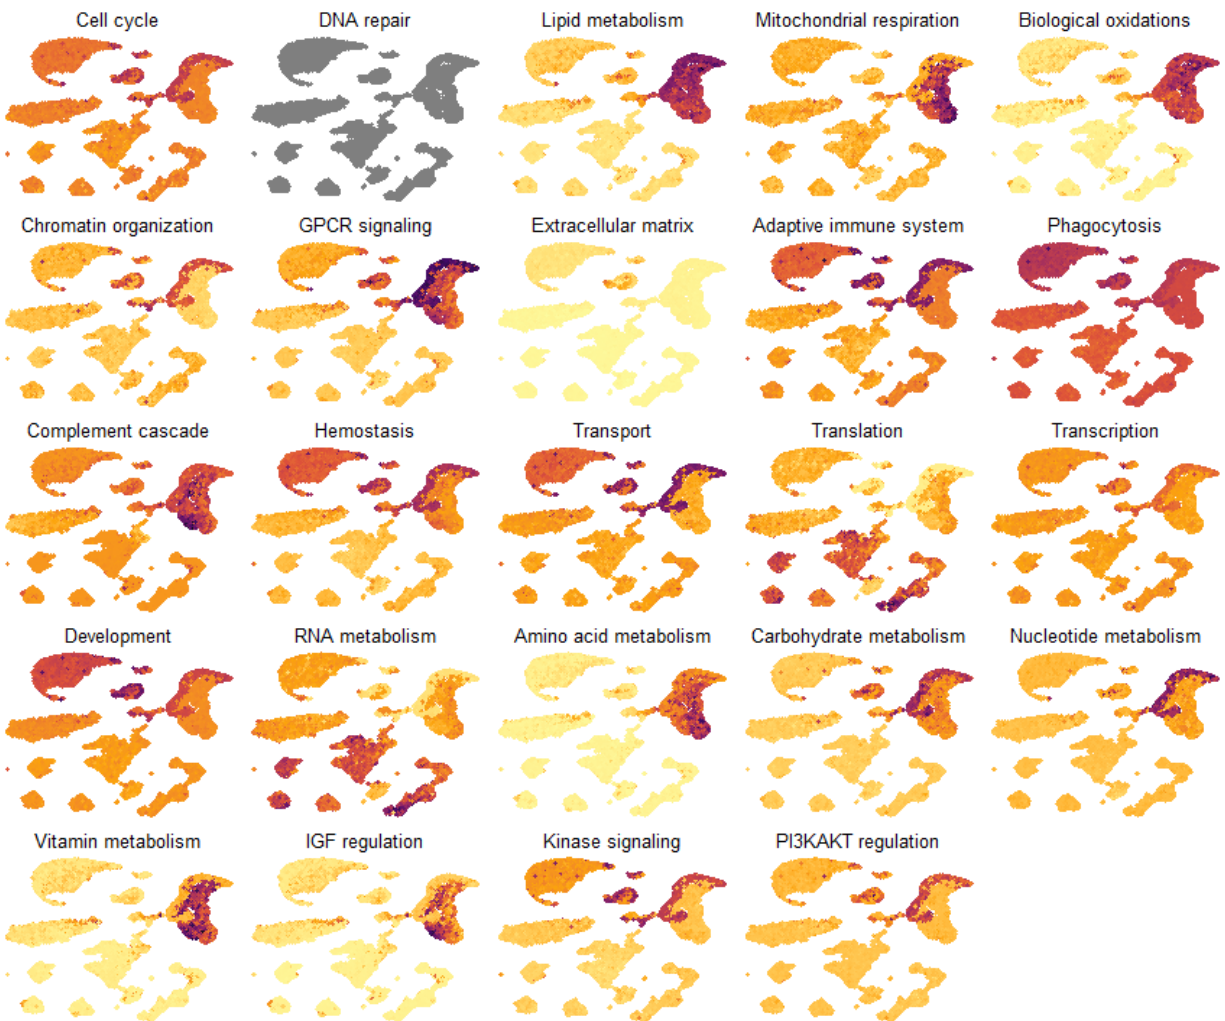 Cell cycle
DNA repair
Lipid metabolism
Mitochondrial respiration
Biological oxidations
Chromatin organization
GPCR signaling
Extracellular matrix
Adaptive immune system
Phagocytosis
Complement cascade
Hemostasis
Transport
Translation
Transcription
Development
RNA metabolism
Amino acid metabolism
Carbohydrate metabolism
Nucleotide metabolism
Vitamin metabolism
IGF regulation
Kinase signaling
PI3KAKT regulation